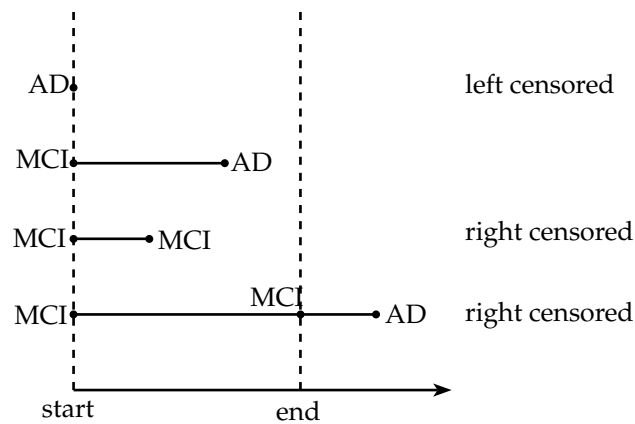 AD left censored
MCI AD
MCI MCI right censored
MCI MCI AD right censored
start end